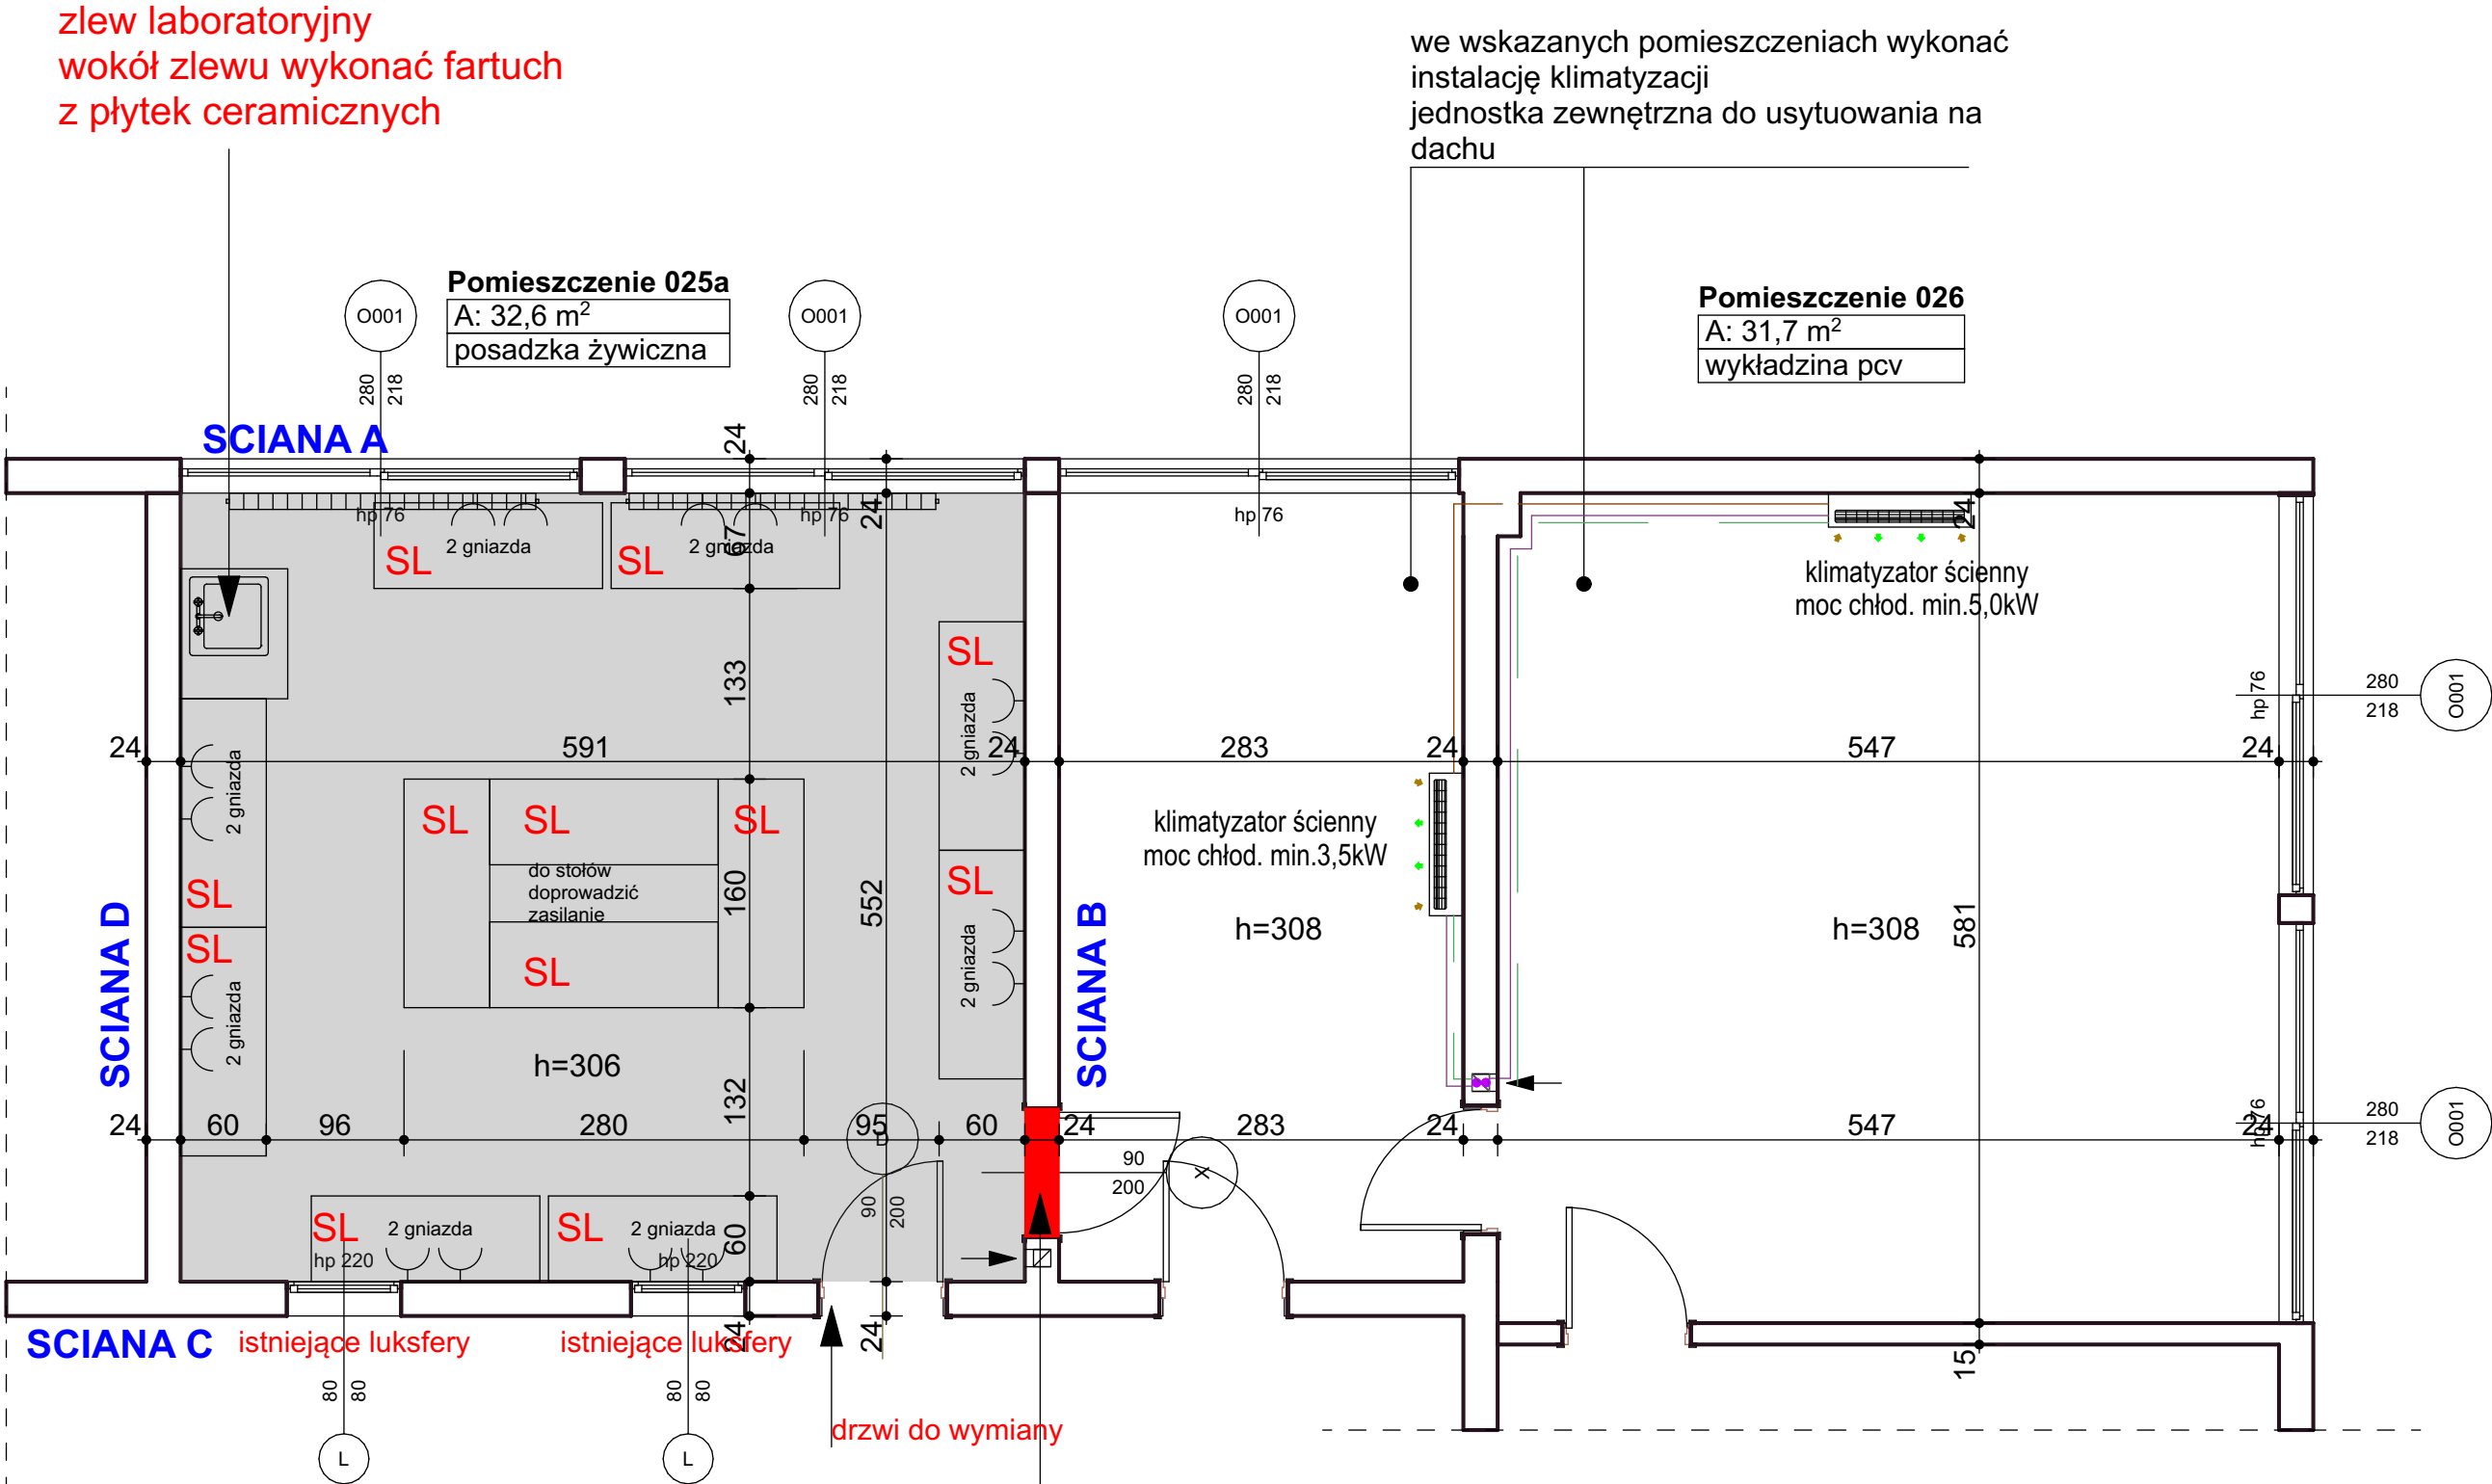 zlew laboratoryjny
wokół zlewu wykonać fartuch
z płytek ceramicznych
we wskazanych pomieszczeniach wykonać
instalację klimatyzacji
jednostka zewnętrzna do usytuowania na
dachu
Pomieszczenie 025a
A: 32,6 m²
posadzka żywiczna
Pomieszczenie 026
A: 31,7 m²
wykładzina pcv
O001
O001
O001
280
218
280
218
280
218
SCIANA A
24
24
24
hp 76
hp 76
hp 76
SL
2 gniazda
SL
2 gniazda
67
klimatyzator ścienny
moc chłod. min.5,0kW
SL
2 gniazda
133
hp 76
280
218
O001
24
591
24
283
24
547
24
2 gniazda
SL
SL
SL
SL
do stołów
doprowadzić
zasilanie
160
552
SL
klimatyzator ścienny
moc chłod. min.3,5kW
h=308
h=308
581
SCIANA D
SL
2 gniazda
SL
2 gniazda
SCIANA B
h=306
132
24
60
96
280
95
D
60
24
283
24
547
24
hp 76
280
218
O001
90
200
X
90
200
SL
2 gniazda
hp 220
SL
2 gniazda
hp 220
60
SCIANA C
istniejące luksfery
istniejące luksfery
24
24
15
80
80
80
80
drzwi do wymiany
L
L